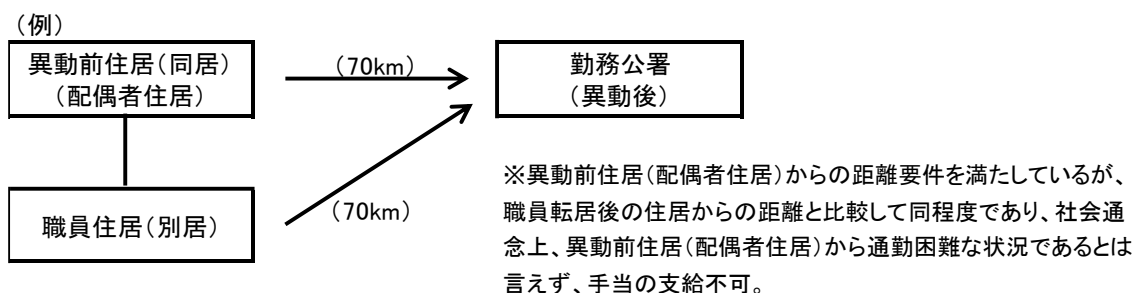 （例）
異動前住居（同居）
（配偶者住居）
（70km）
勤務公署
（異動後）
職員住居（別居）
（70km）
※異動前住居（配偶者住居）からの距離要件を満たしているが、
職員転居後の住居からの距離と比較して同程度であり、社会通
念上、異動前住居（配偶者住居）から通勤困難な状況であるとは
言えず、手当の支給不可。